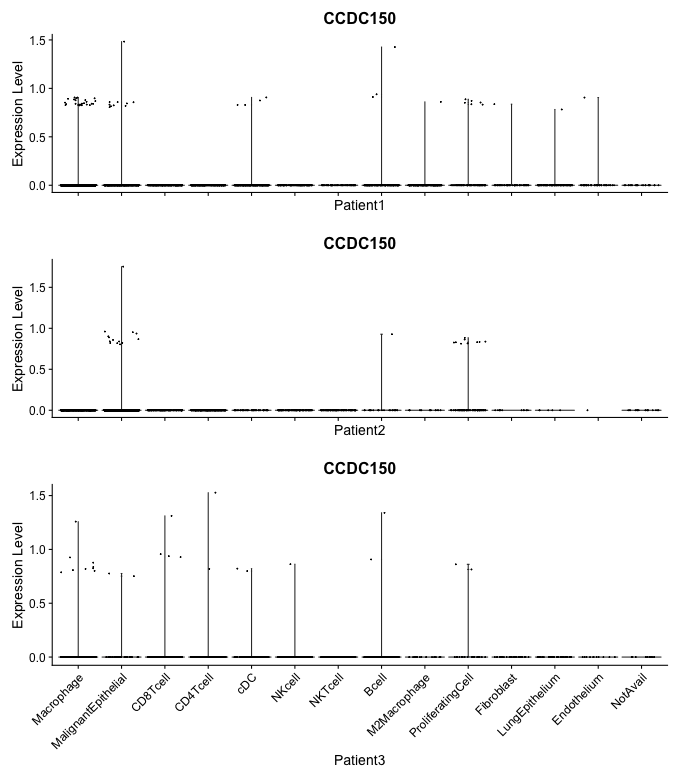 CCDC150
Expression Level
1.5
1.0
0.5
0.0
Patient1
CCDC150
Expression Level
1.5
1.0
0.5
0.0
Patient2
CCDC150
Expression Level
1.5
1.0
0.5
0.0
Macrophage
MalignantEpithelial
CD8Tcell
CD4Tcell
cDC
NKcell
NKTcell
Bcell
M2Macrophage
ProliferatingCell
Fibroblast
LungEpithelium
Endothelium
NotAvail
Patient3